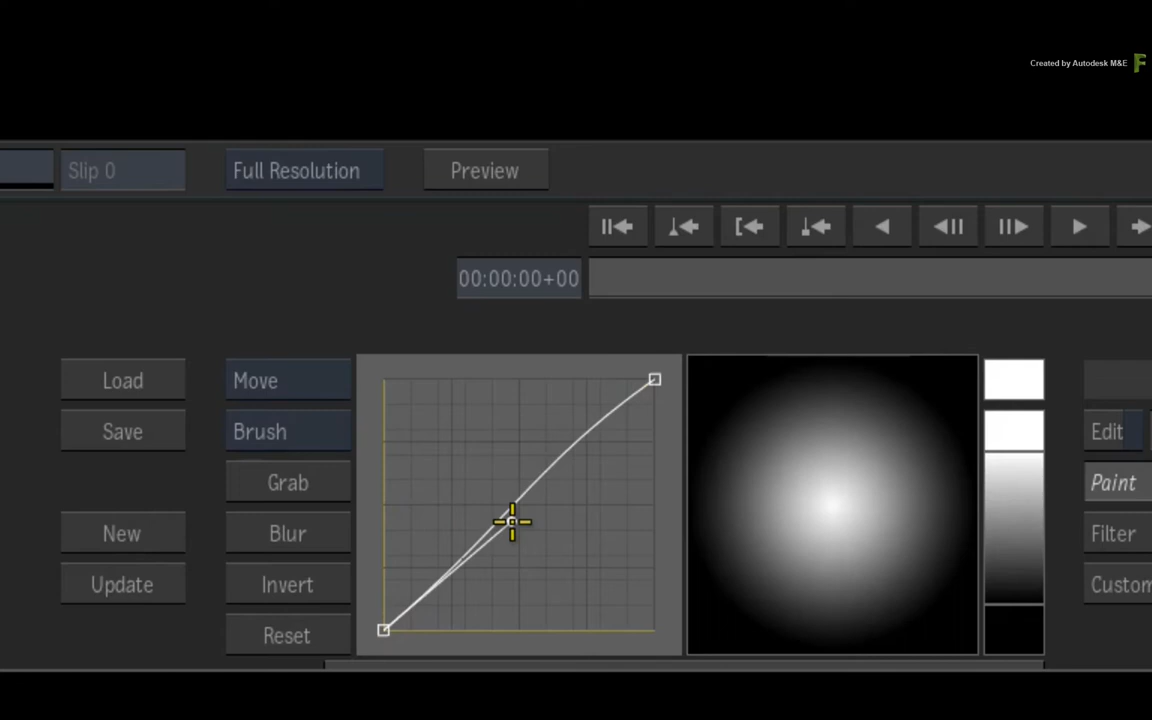 Created by Autodesk M&E
Slip 0
Full Resolution
Preview
00:00:00+00
Load
Move
Save
Brush
Edit
Grab
Paint
New
Blur
Filter
Update
Invert
Custom
Reset